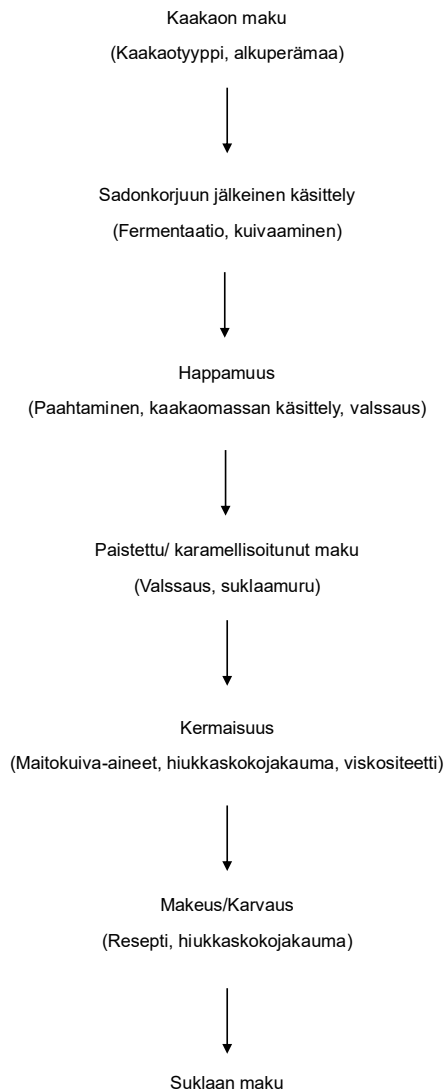 Kaakaon maku
(Kaakaotyyppi, alkuperämaa)
Sadonkorjuun jälkeinen käsittely
(Fermentaatio, kuivaaminen)
Happamuus
(Paahtaminen, kaakaomassan käsittely, valssaus)
Paistettu/ karamellisoitunut maku
(Valssaus, suklaamuru)
Kermaisuus
(Maitokuiva-aineet, hiukkaskokojakauma, viskositeetti)
Makeus/Karvaus
(Resepti, hiukkaskokojakauma)
Suklaan maku